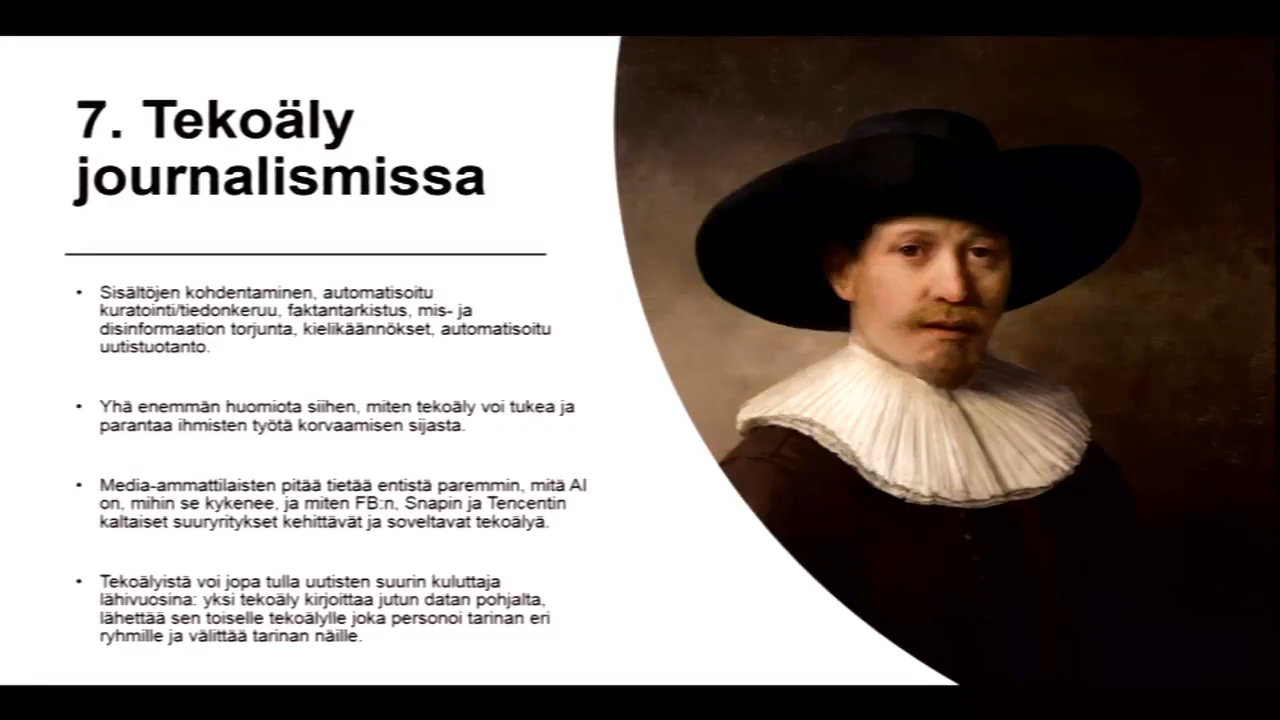 7. Tekoäly
journalismissa
• Sisältöjen kohdentaminen, automatisoitu
kuratointi/tiedonkeruu, faktantarkistus, mis- ja
disinformaation torjunta, kielikäännökset, automatisoitu
uutistuotanto.
• Yhä enemmän huomiota siihen, miten tekoäly voi tukea ja
parantaa ihmisten työtä korvaamisen sijasta.
• Media-ammattilaisten pitää tietää entistä paremmin, mitä AI
on, mihin se kykenee, ja miten FB:n, Snapin ja Tencentin
kaltaiset suuryritykset kehittävät ja soveltavat tekoälyä.
• Tekoälyistä voi jopa tulla uutisten suurin kuluttaja
lähivuosina: yksi tekoäly kirjoittaa jutun datan pohjalta,
lähettää sen toiselle tekoälylle joka personoi tarinan eri
ryhmille ja välittää tarinan näille.